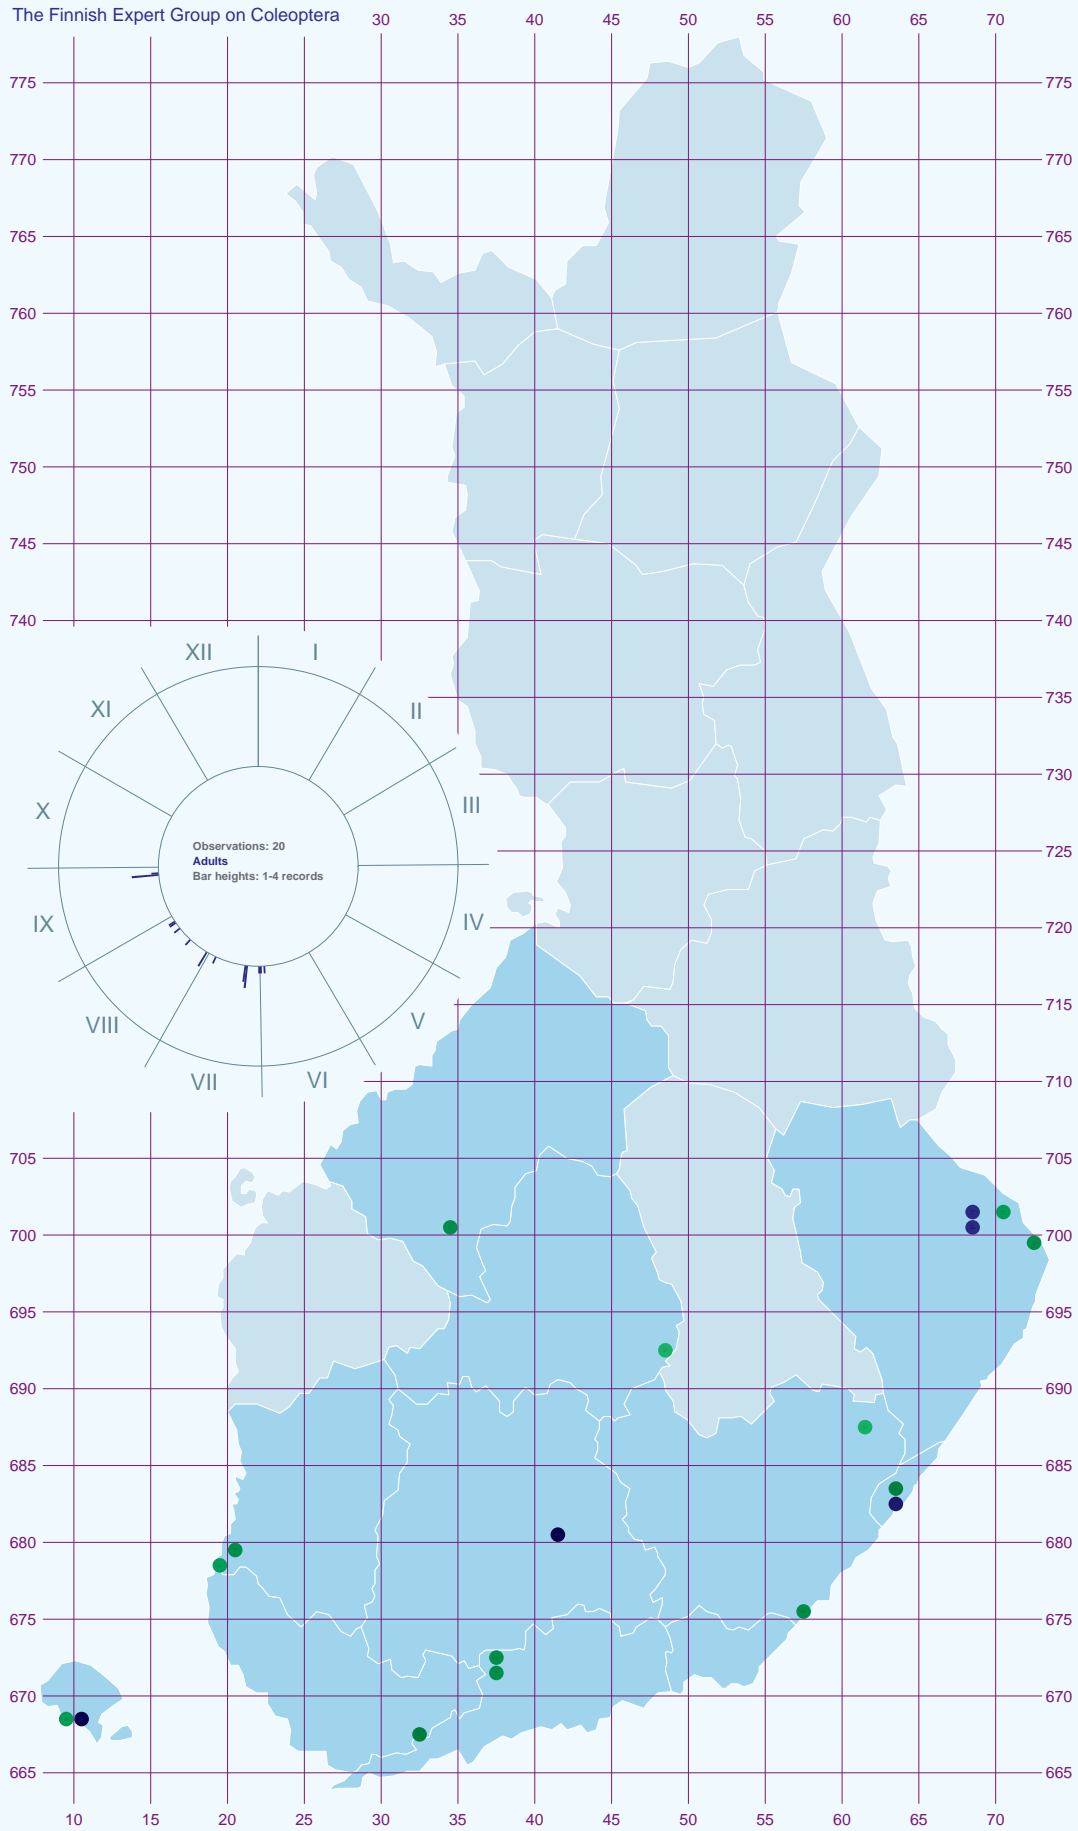 The Finnish Expert Group on Coleoptera
30 35 40 45 50 55 60 65 70
775 775
770 770
765 765
760 760
755 755
750 750
745 745
740 740
XII I
XI II
735
730
X III
725
Observations: 20
Adults
Bar heights: 1-4 records
IX IV
720
715
VIII V
VII VI
710
705 705
700 700
695 695
690 690
685 685
680 680
675 675
670 670
665 665
10 15 20 25 30 35 40 45 50 55 60 65 70